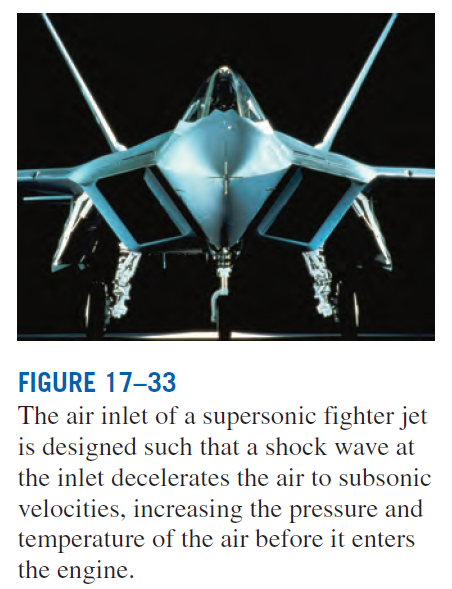 FIGURE 17–33
The air inlet of a supersonic fighter jet
is designed such that a shock wave at
the inlet decelerates the air to subsonic
velocities, increasing the pressure and
temperature of the air before it enters
the engine.